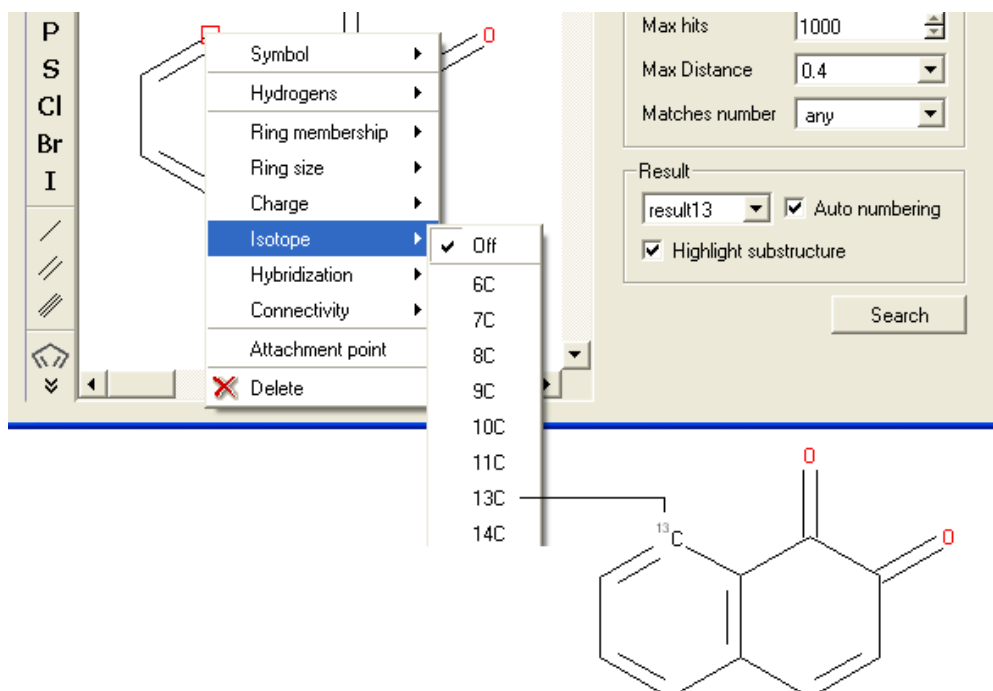 P
S
Cl
Br
I
O
Symbol
Hydrogens
Ring membership
Ring size
Charge
Isotope
Hybridization
Connectivity
Attachment point
Delete
Off
6C
7C
8C
9C
10C
11C
13C
14C
Max hits 1000
Max Distance 0.4
Matches number any
Result
result13 Auto numbering
Highlight substructure
Search
O
13C
O